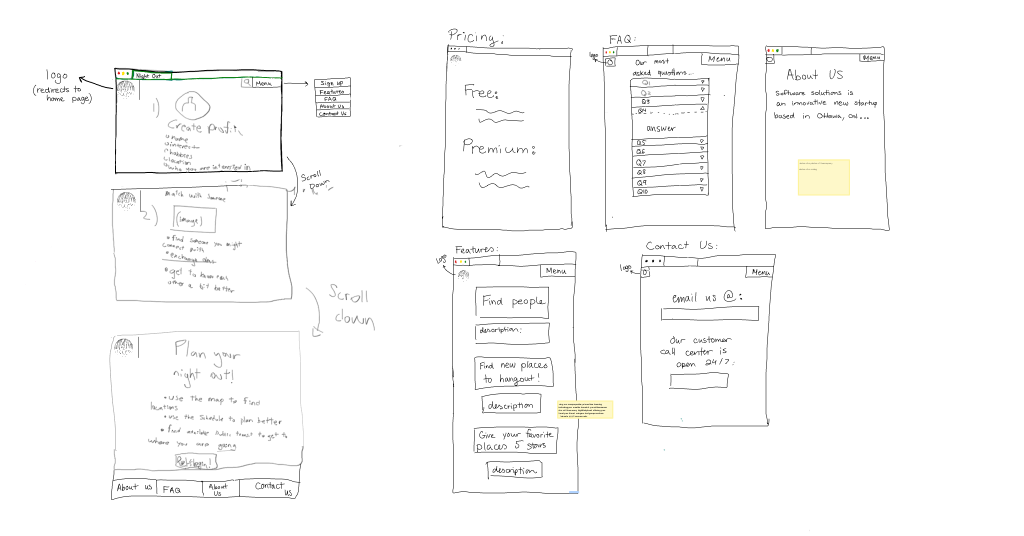 logo
(redirects to
home page)
Night Out
Menu
Sign up
Features
FAQ
About Us
Contact Us
1)
Create profile
name
interest
hobbies
location
who you are interested in
Scroll
down
match with someone
2)
(image)
find someone you might
connect with
exchange
get to know each
other a bit better
Scroll
down
Plan your
night out!
use the map to find
locations
use the Schedule to plan better
find available public transit to get to
where you are going
About us
FAQ
About
Us
Contact
us
Pricing:
Free:
Premium:
FAQ:
logo
Menu
Our most
asked questions...
Q1
Q2
Q3
Q4
answer
Q5
Q6
Q7
Q8
Q9
Q10
Menu
About US
Software solutions is
an innovative new startup
based in Ottawa, On...
Features:
logo
Menu
Find people
description:
Find new places
to hangout!
description
Give your favorite
places 5 stars
description
Contact Us:
logo
Menu
email us @:
Our customer
call center is
open 24/7: